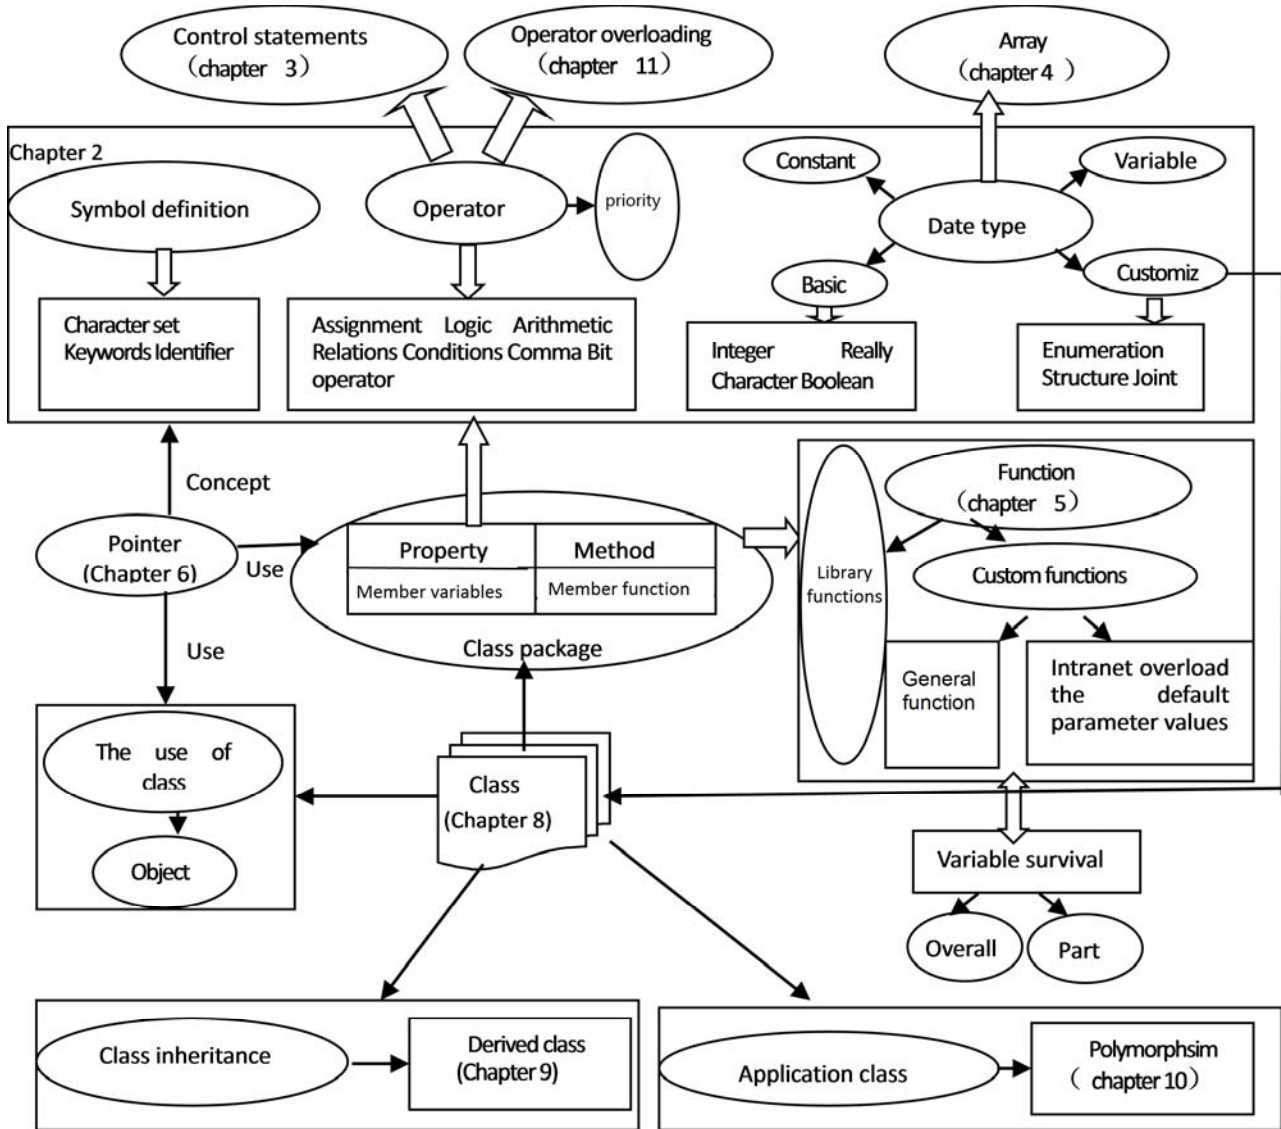 Control statements
（chapter 3）
Operator overloading
（chapter 11）
Array
（chapter 4 ）
Chapter 2
Symbol definition
Operator
priority
Constant
Variable
Date type
Basic
Customiz
Character set
Keywords Identifier
Assignment Logic Arithmetic
Relations Conditions Comma Bit
operator
Integer Really
Character Boolean
Enumeration
Structure Joint
Concept
Pointer
(Chapter 6)
Use
Use
Property
Method
Member variables
Member function
Class package
Function
（chapter 5）
Library
functions
Custom functions
General
function
Intranet overload
the default
parameter values
The use of
class
Object
Class
(Chapter 8)
Variable survival
Overall
Part
Class inheritance
Derived class
(Chapter 9)
Application class
Polymorphsim
（ chapter 10）